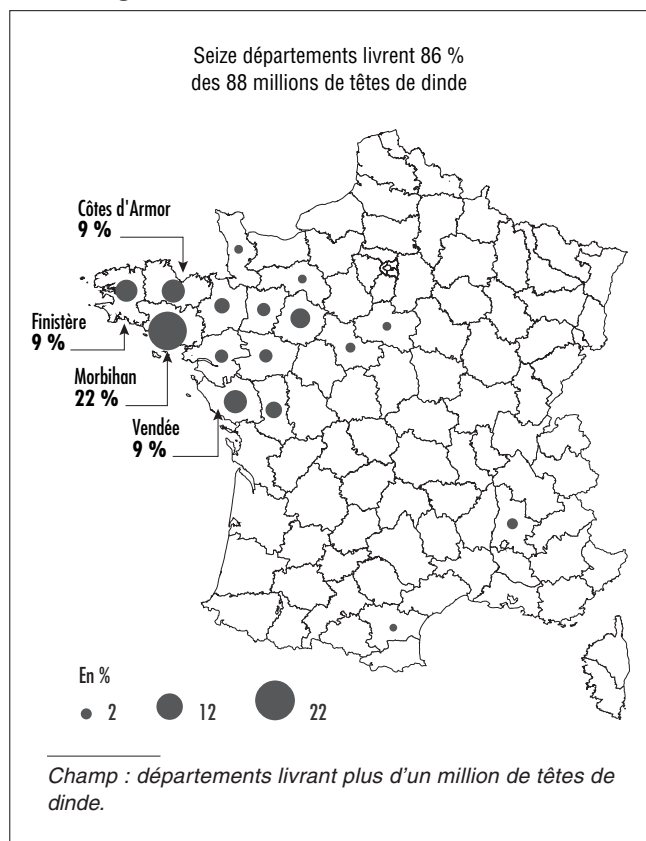 Seize départements livrent 86 %
des 88 millions de têtes de dinde
Côtes d'Armor
9 %
Finistère
9 %
Morbihan
22 %
Vendée
9 %
En %
2
12
22
Champ : départements livrant plus d’un million de têtes de
dinde.